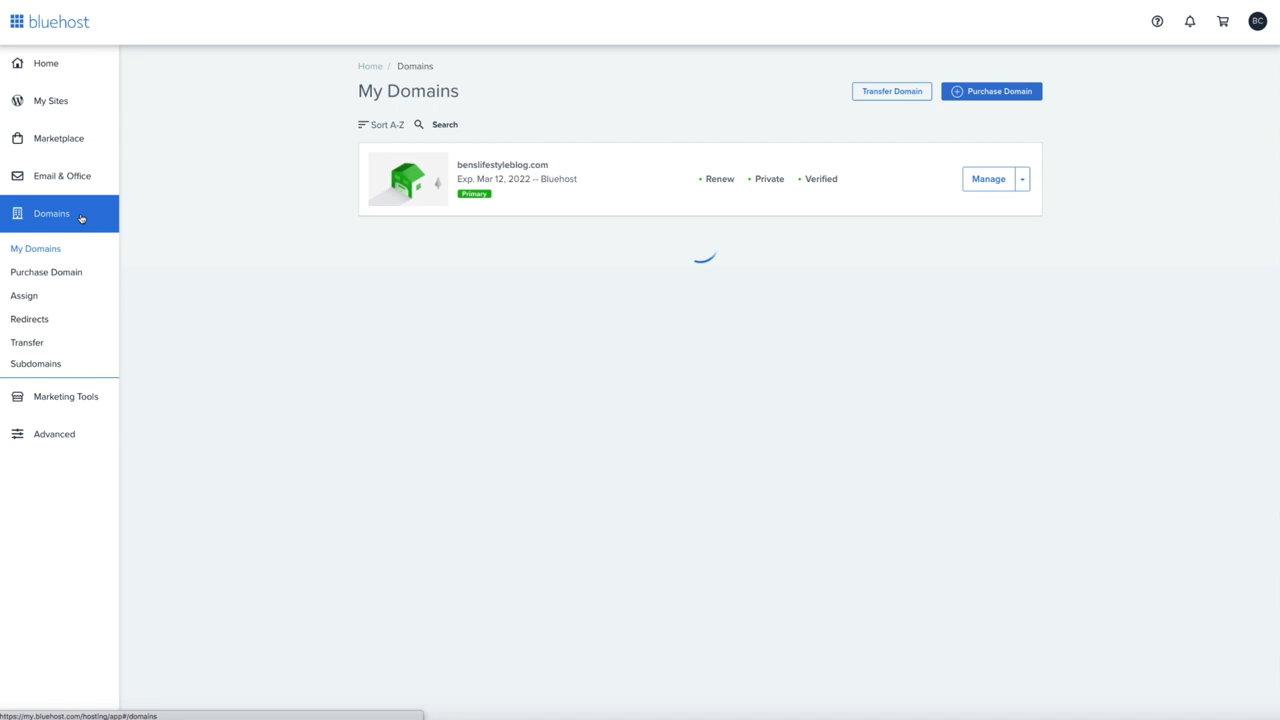 bluehost
BC
Home
My Sites
Marketplace
Email & Office
Domains
My Domains
Purchase Domain
Assign
Redirects
Transfer
Subdomains
Marketing Tools
Advanced
Home / Domains
My Domains
Transfer Domain
Purchase Domain
Sort A-Z
Search
benslifestyleblog.com
Exp. Mar 12, 2022 -- Bluehost
Primary
• Renew • Private • Verified
Manage
https://my.bluehost.com/hosting/app#/domains